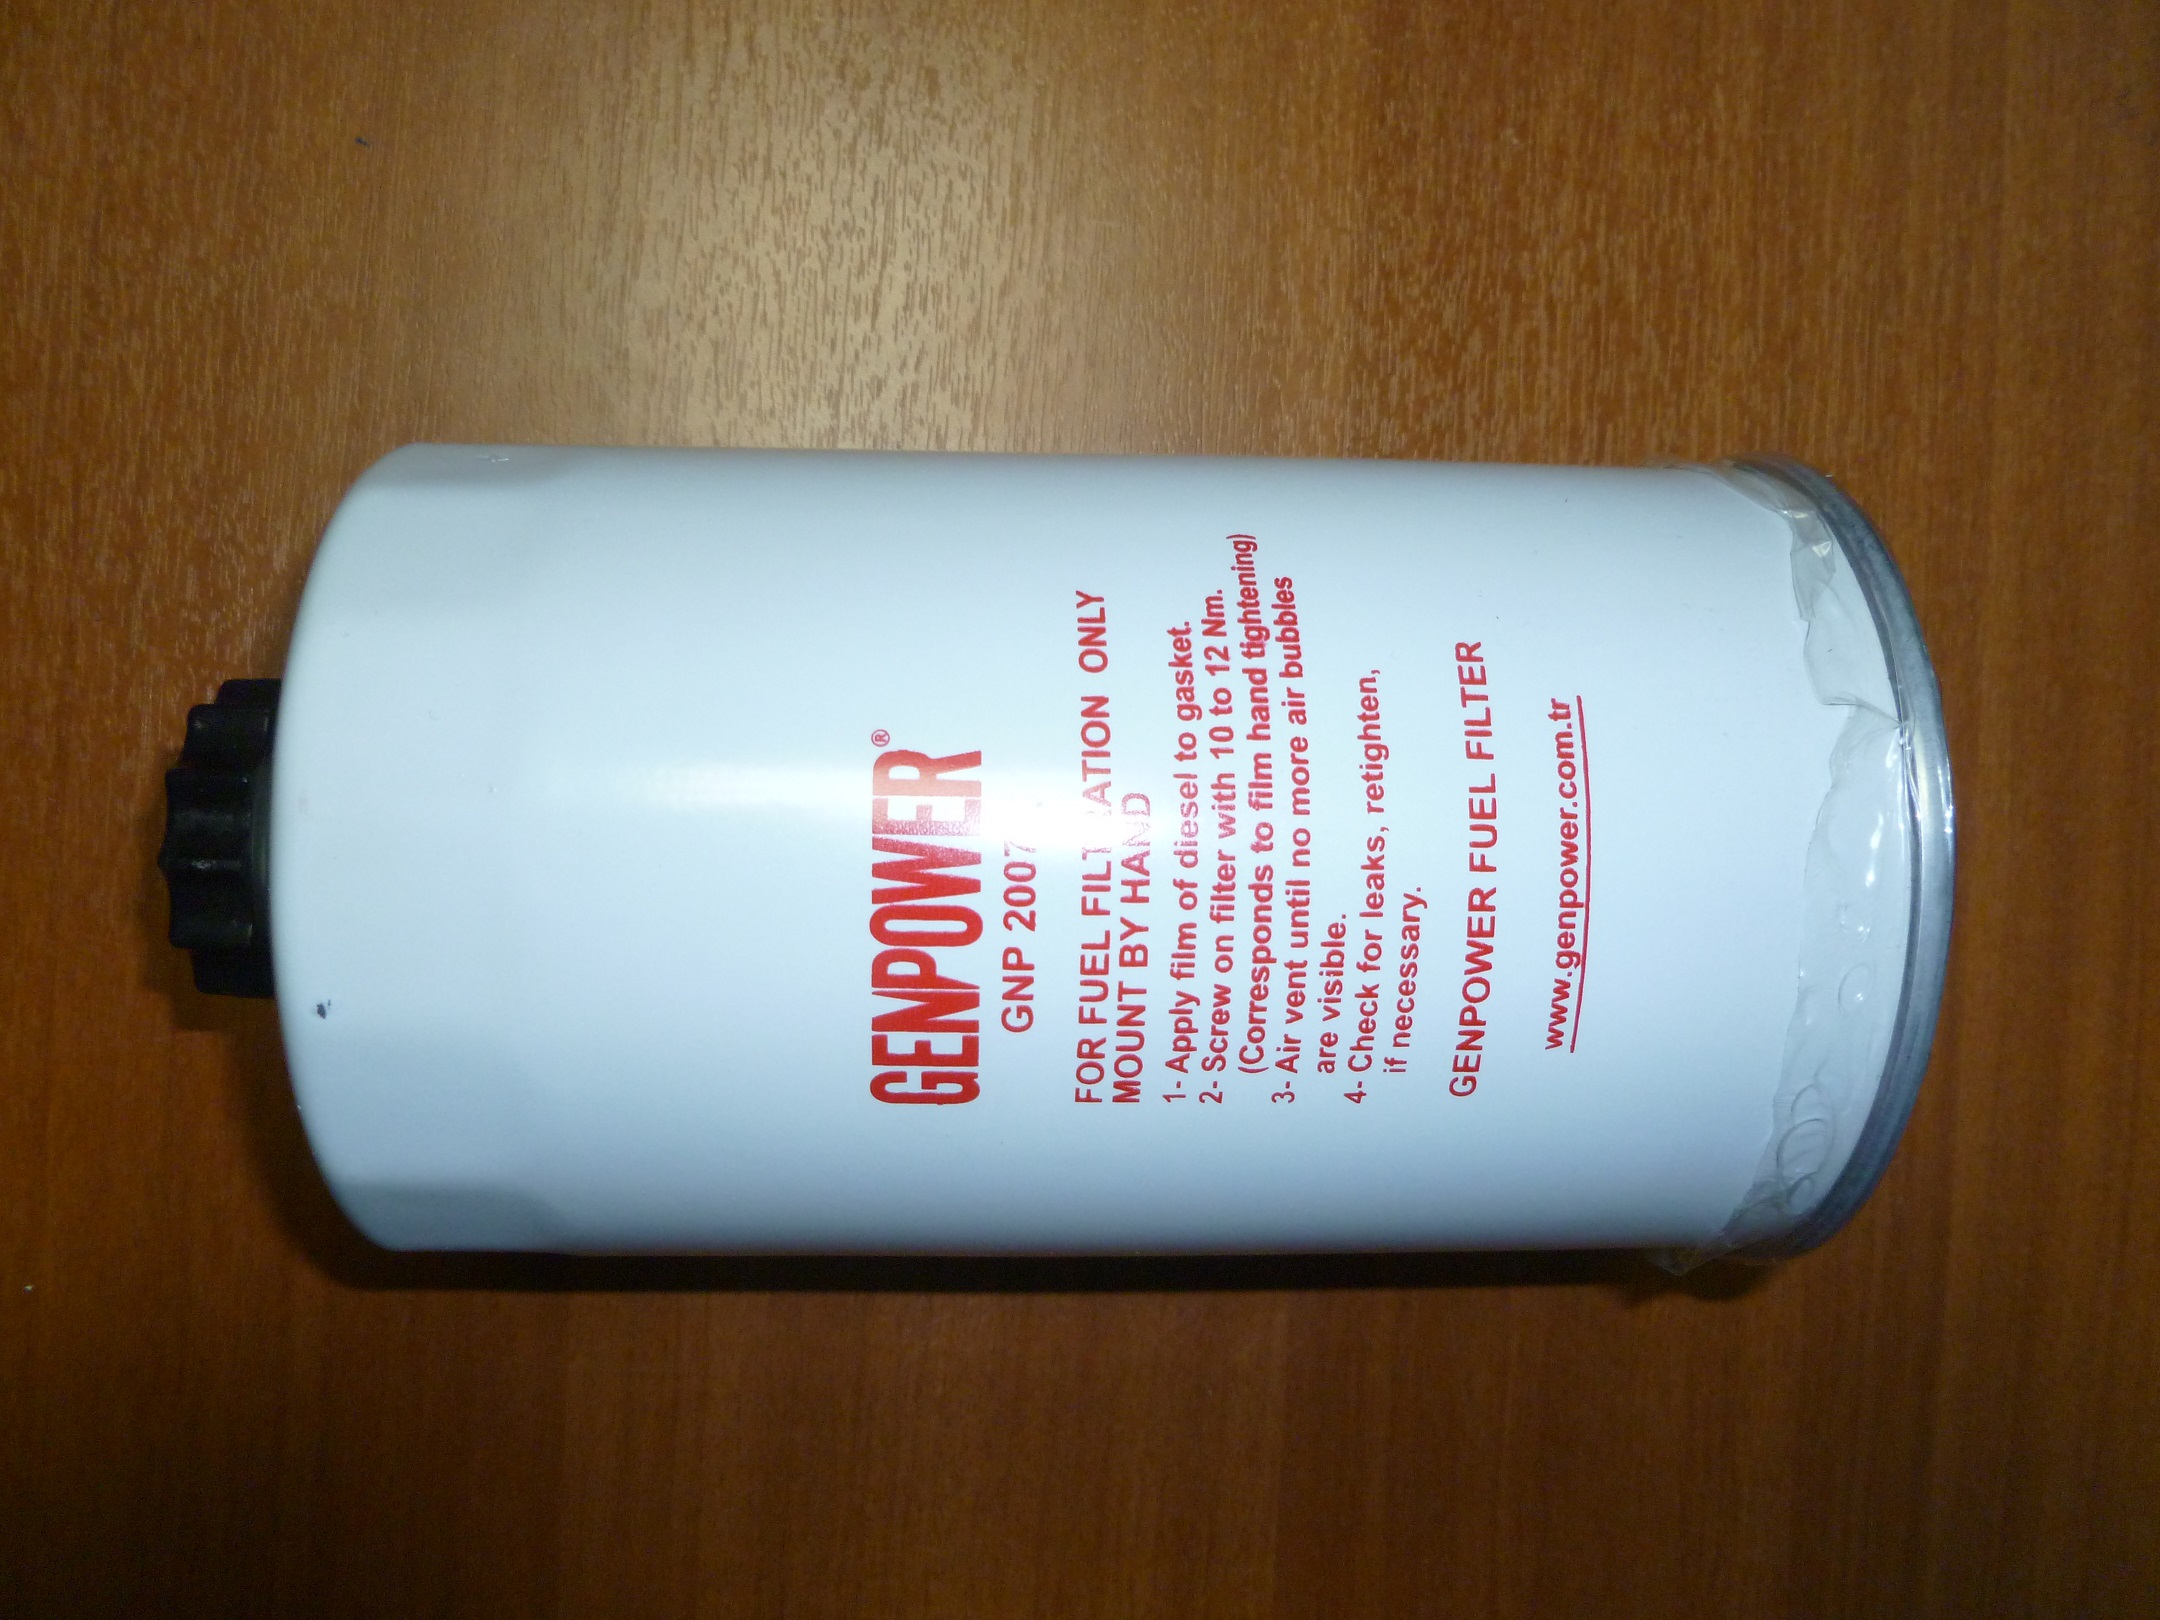 GENPOWER®
GNP 2007
FOR FUEL FILTRATION ONLY
MOUNT BY HAND
1- Apply film of diesel to gasket.
2- Screw on filter with 10 to 12 Nm.
(Corresponds to film hand tightening)
3- Air vent until no more air bubbles
are visible.
4- Check for leaks, retighten,
if necessary.
GENPOWER FUEL FILTER
www.genpower.com.tr